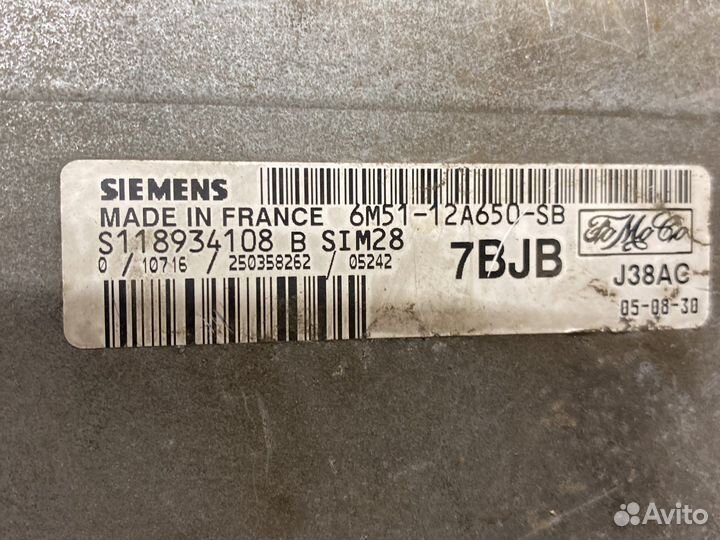 SIEMENS
MADE IN FRANCE 6M51-12A650-SB
S118934108 B SIM28
0 / 10716 / 250358262 / 05242
7BJB
FoMoCo
J38AC
05-08-30
Avito